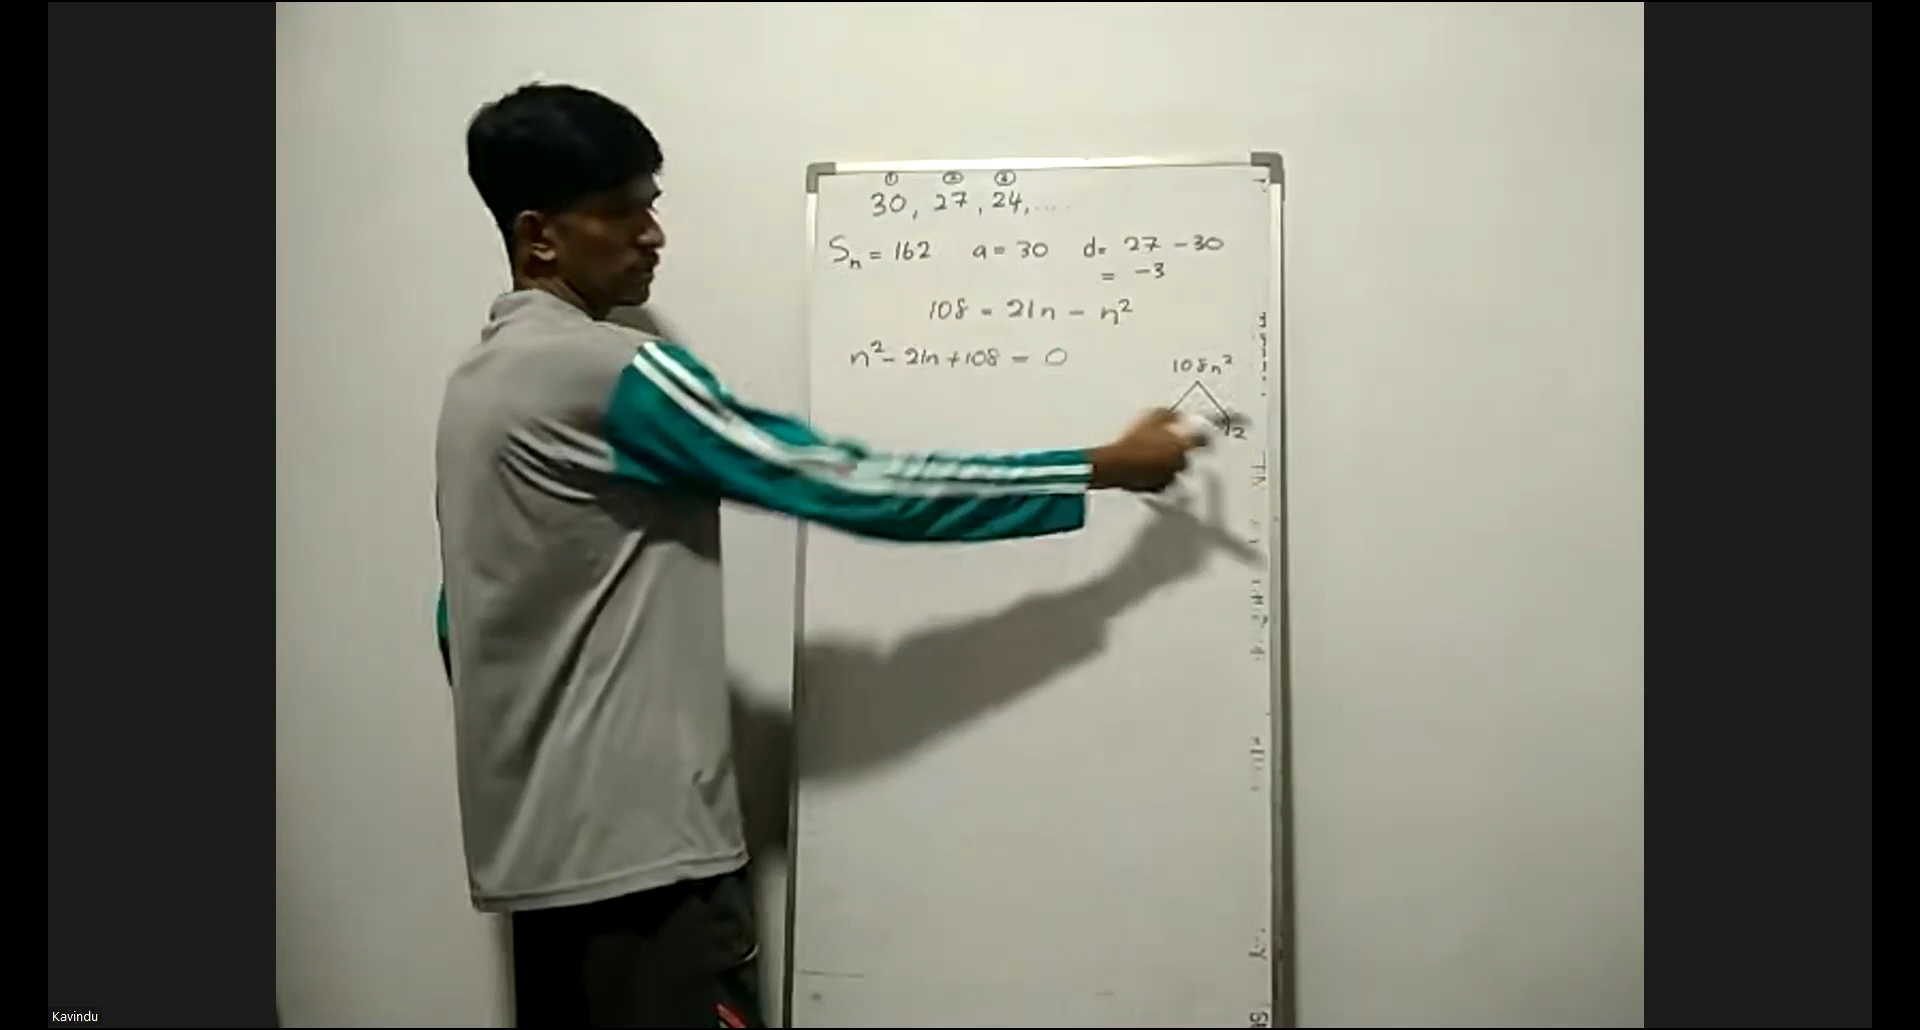 ① ② ③
30, 27, 24, ....
Sn = 162 a = 30 d = 27 - 30
= -3
108 = 21n - n²
n² - 21n + 108 = 0
108n²
Kavindu